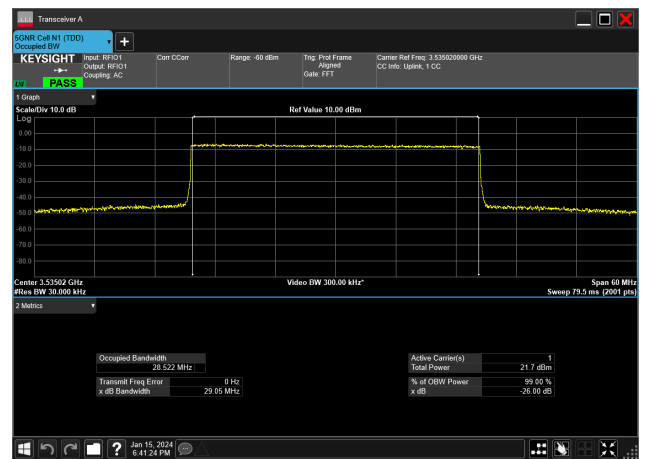 Transceiver A
5GNR Cell N1 (TDD)
Occupied BW
KEYSIGHT
PASS
Input: RFIO1
Output: RFIO1
Coupling: AC
Corr CCorr
Range: -60 dBm
Trig: Prot Frame
Aligned
Gate: FFT
Carrier Ref Freq: 3.535020000 GHz
CC Info: Uplink, 1 CC
1 Graph
Scale/Div 10.0 dB
Ref Value 10.00 dBm
Log
0.00
-10.0
-20.0
-30.0
-40.0
-50.0
-60.0
-70.0
-80.0
Center 3.53502 GHz
#Res BW 30.000 kHz
Video BW 300.00 kHz*
Span 60 MHz
Sweep 79.5 ms (2001 pts)
2 Metrics
Occupied Bandwidth
28.522 MHz
Transmit Freq Error 0 Hz
x dB Bandwidth 29.05 MHz
Active Carrier(s) 1
Total Power 21.7 dBm
% of OBW Power 99.00 %
x dB -26.00 dB
Jan 15, 2024
6:41:24 PM